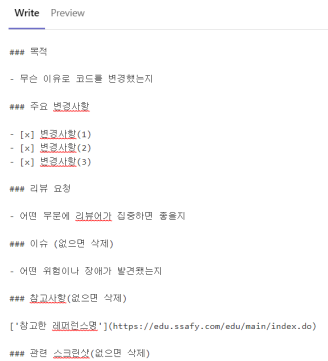 Write Preview
### 목적
- 무슨 이유로 코드를 변경했는지
### 주요 변경사항
- [x] 변경사항(1)
- [x] 변경사항(2)
- [x] 변경사항(3)
### 리뷰 요청
- 어떤 부분에 리뷰어가 집중하면 좋을지
### 이슈 (없으면 삭제)
- 어떤 위험이나 장애가 발견됐는지
### 참고사항(없으면 삭제)
['참고한 레퍼런스명'](https://edu.ssafy.com/edu/main/index.do)
### 관련 스크린샷(없으면 삭제)